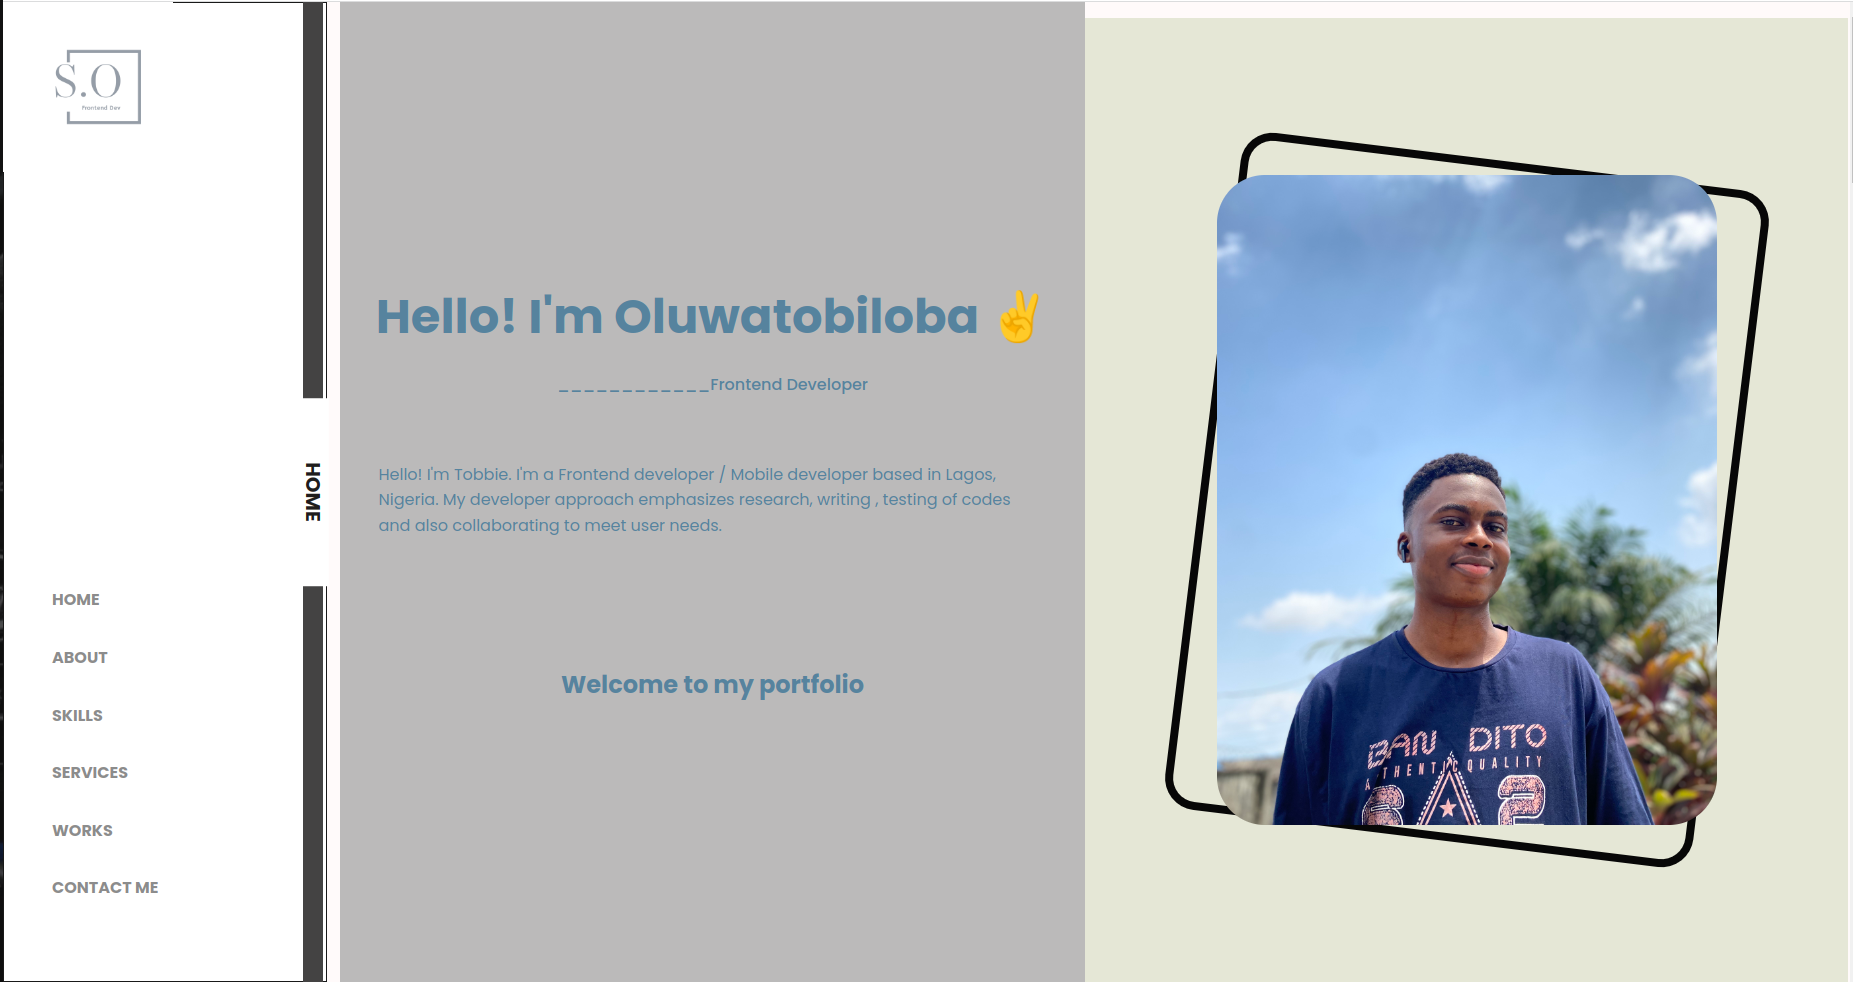 S.O
Frontend Dev
HOME
HOME
ABOUT
SKILLS
SERVICES
WORKS
CONTACT ME
Hello! I'm Oluwatobiloba ✌
____________Frontend Developer
Hello! I'm Tobbie. I'm a Frontend developer / Mobile developer based in Lagos,
Nigeria. My developer approach emphasizes research, writing , testing of codes
and also collaborating to meet user needs.
Welcome to my portfolio
BAN DITO
AUTHENTIC QUALITY